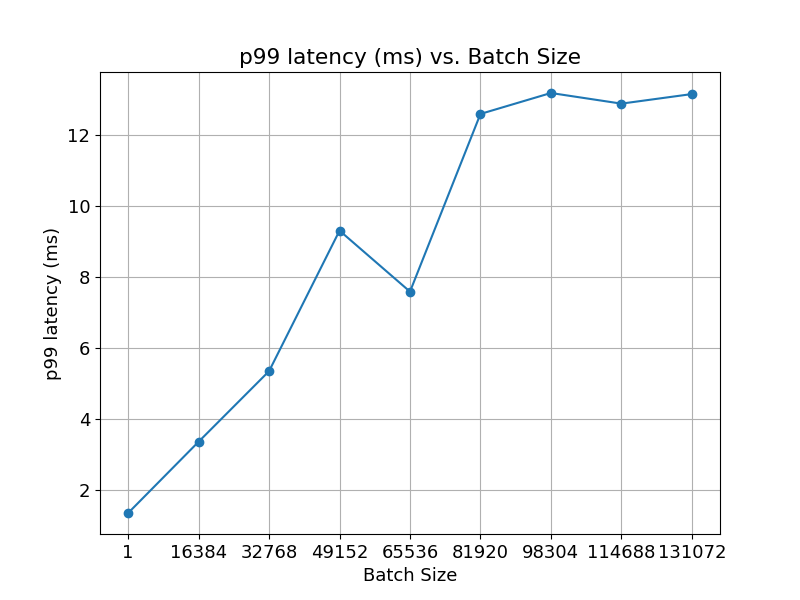 p99 latency (ms) vs. Batch Size
p99 latency (ms)
12
10
8
6
4
2
1 16384 32768 49152 65536 81920 98304 114688 131072
Batch Size